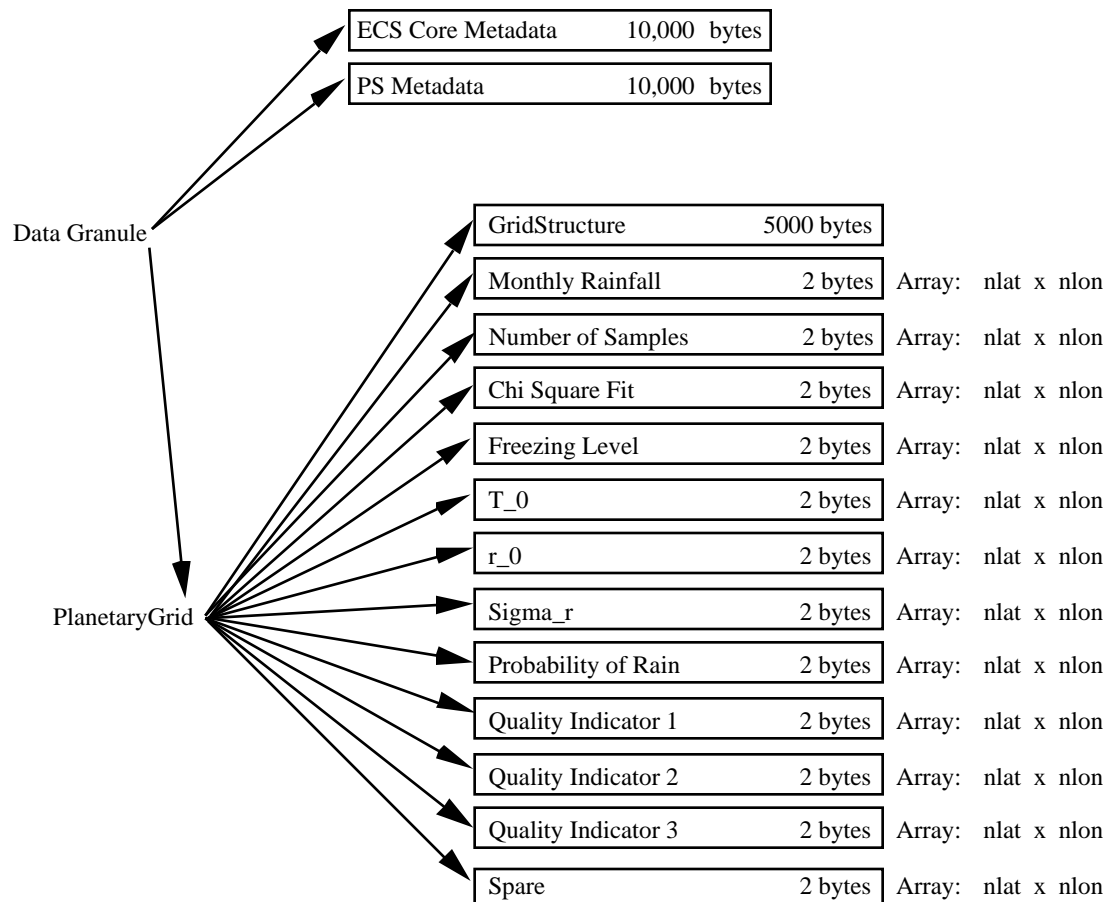 ECS Core Metadata 10,000 bytes
PS Metadata 10,000 bytes
Data Granule
GridStructure 5000 bytes
Monthly Rainfall 2 bytes Array: nlat x nlon
Number of Samples 2 bytes Array: nlat x nlon
Chi Square Fit 2 bytes Array: nlat x nlon
Freezing Level 2 bytes Array: nlat x nlon
T_0 2 bytes Array: nlat x nlon
r_0 2 bytes Array: nlat x nlon
PlanetaryGrid
Sigma_r 2 bytes Array: nlat x nlon
Probability of Rain 2 bytes Array: nlat x nlon
Quality Indicator 1 2 bytes Array: nlat x nlon
Quality Indicator 2 2 bytes Array: nlat x nlon
Quality Indicator 3 2 bytes Array: nlat x nlon
Spare 2 bytes Array: nlat x nlon